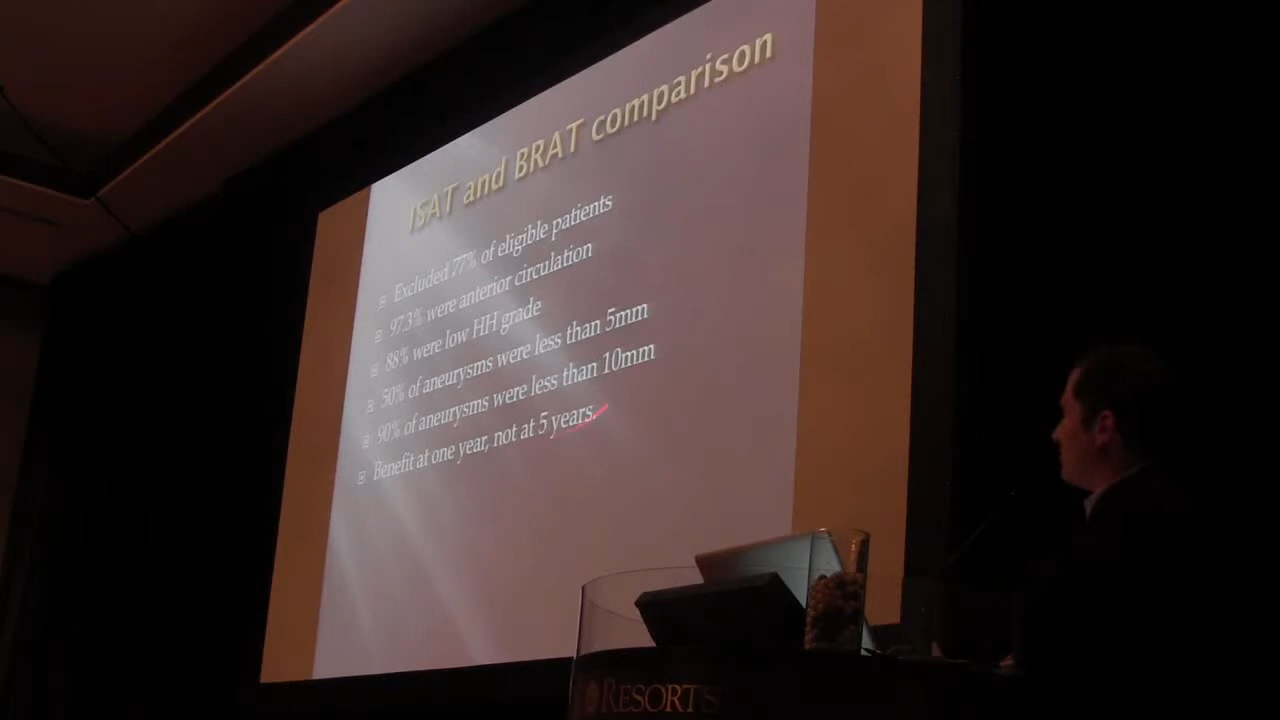 ISAT and BRAT comparison
Excluded 77% of eligible patients
97.3% were anterior circulation
88% were low HH grade
50% of aneurysms were less than 5mm
90% of aneurysms were less than 10mm
Benefit at one year, not at 5 years.
RESORTS